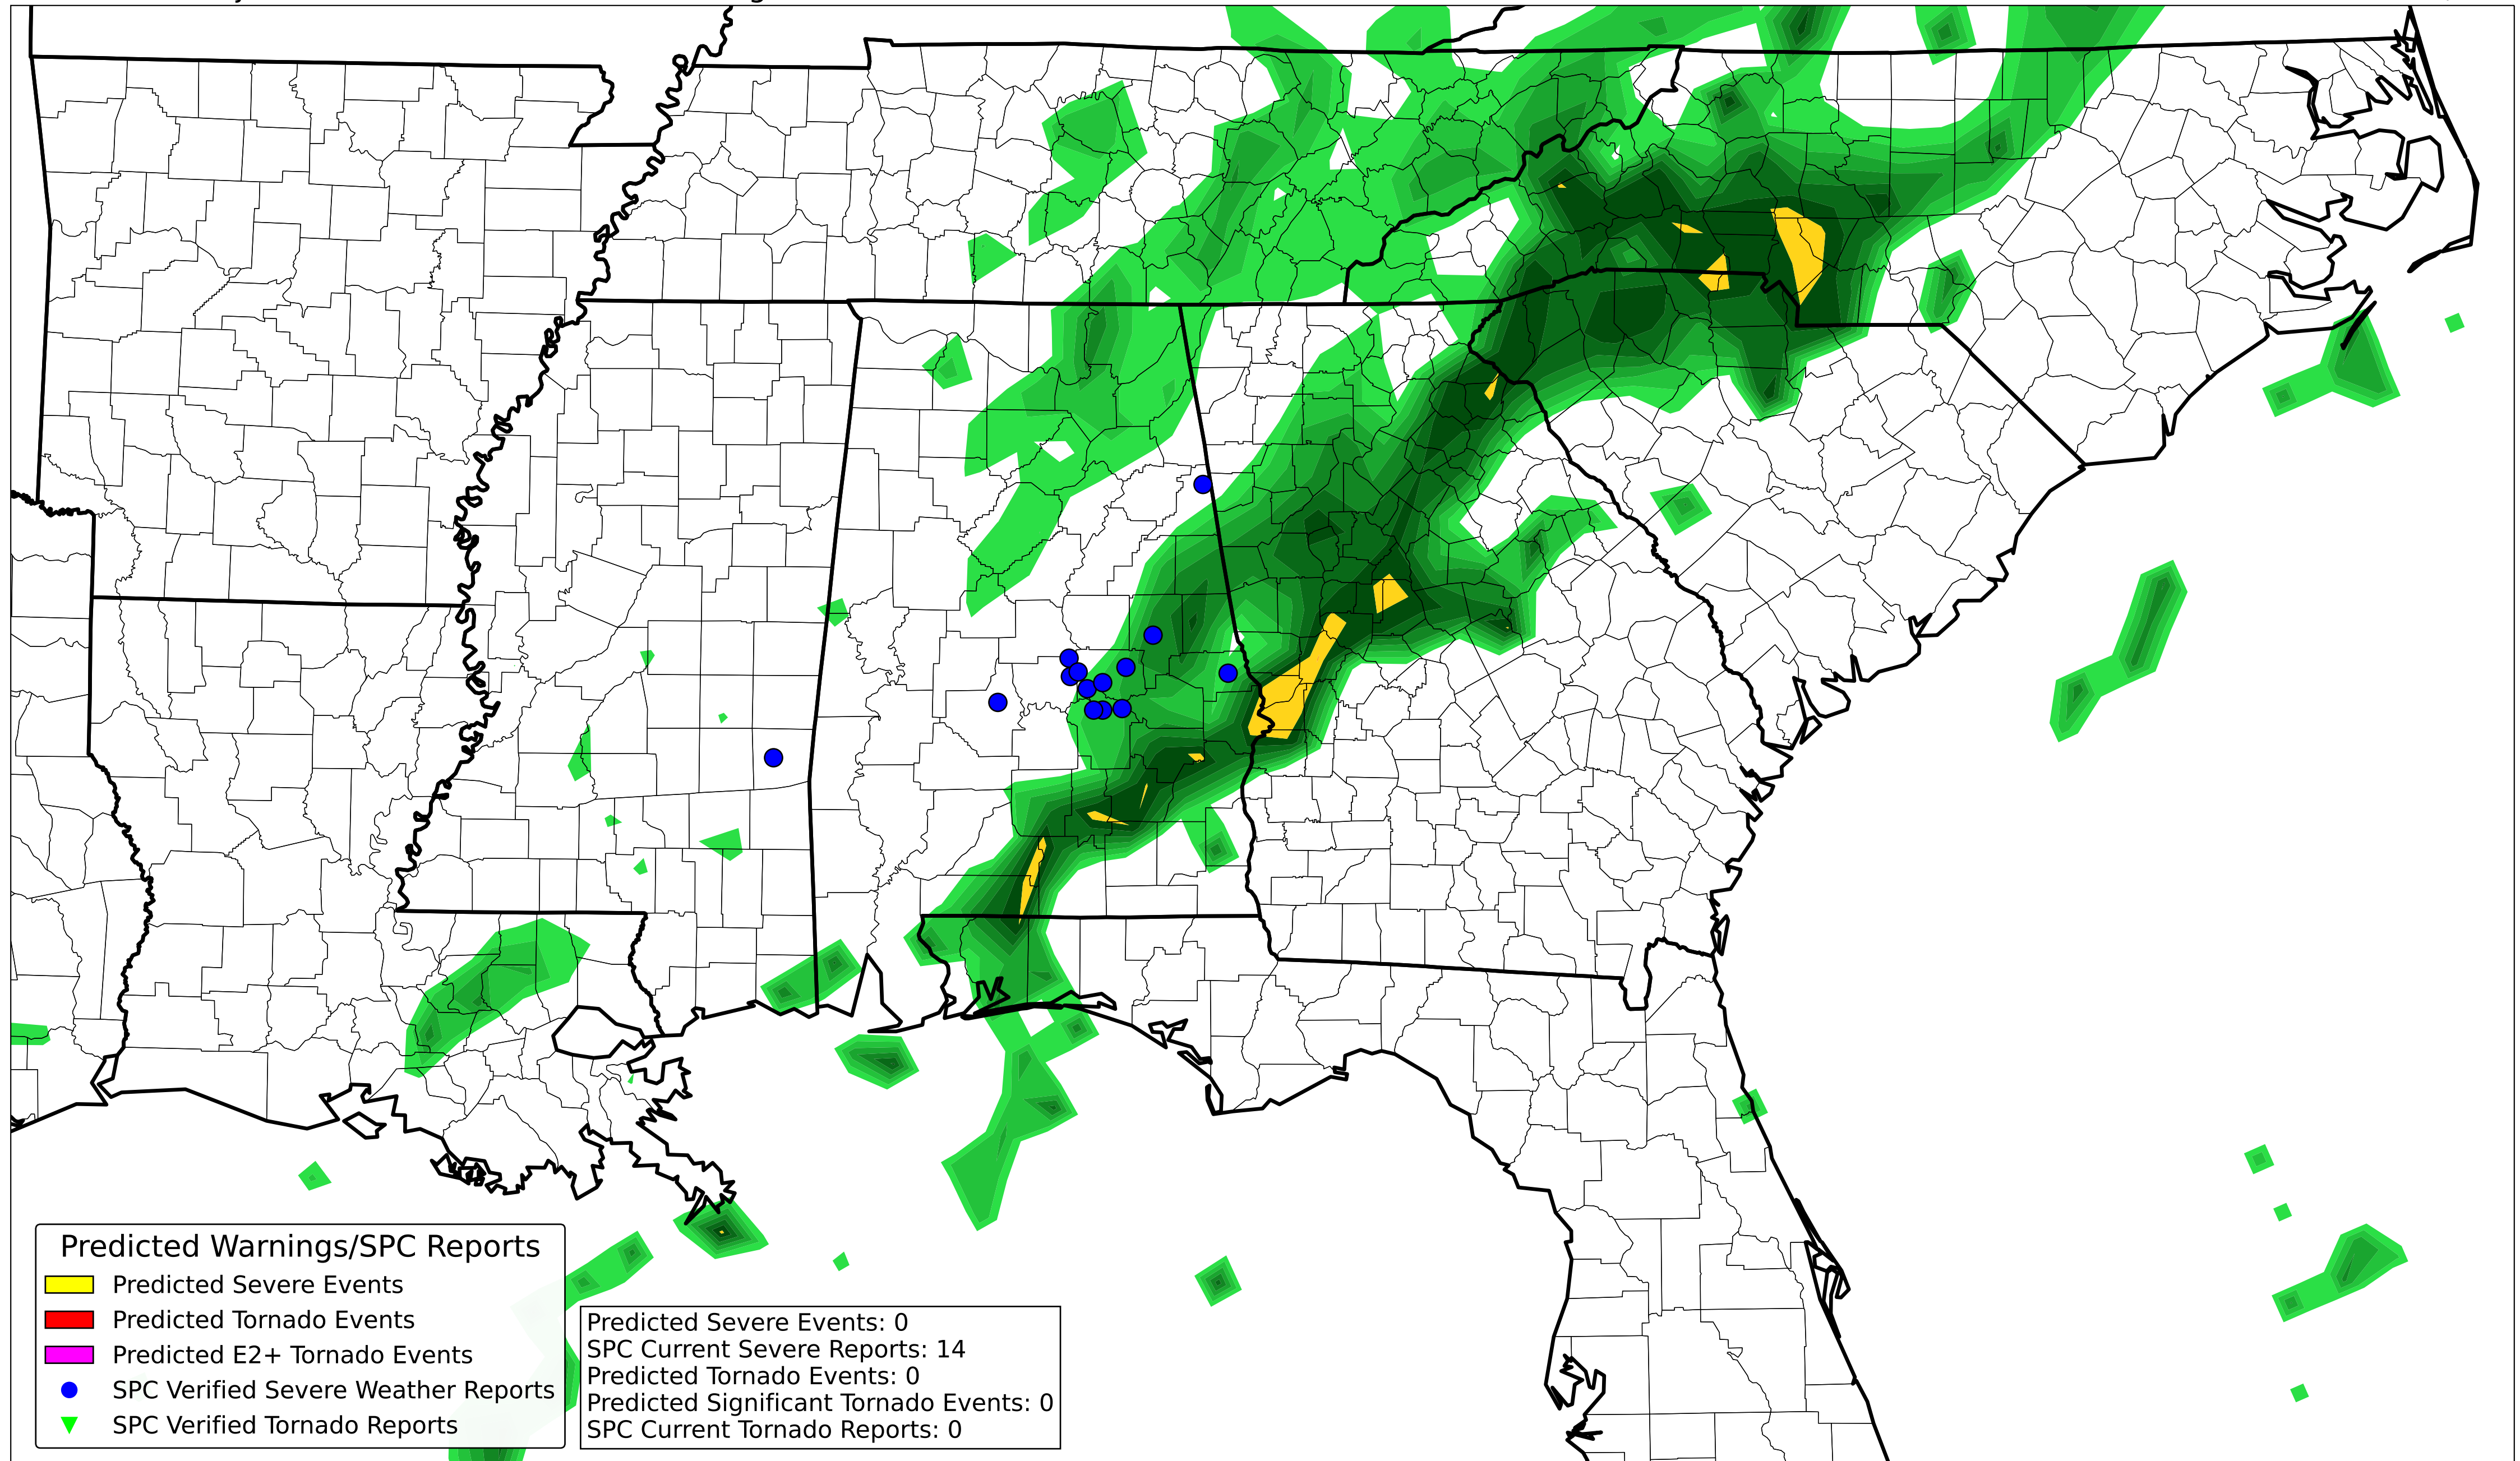 Predicted Warnings/SPC Reports
Predicted Severe Events
Predicted Tornado Events
Predicted E2+ Tornado Events
SPC Verified Severe Weather Reports
SPC Verified Tornado Reports
Predicted Severe Events: 0
SPC Current Severe Reports: 14
Predicted Tornado Events: 0
Predicted Significant Tornado Events: 0
SPC Current Tornado Reports: 0